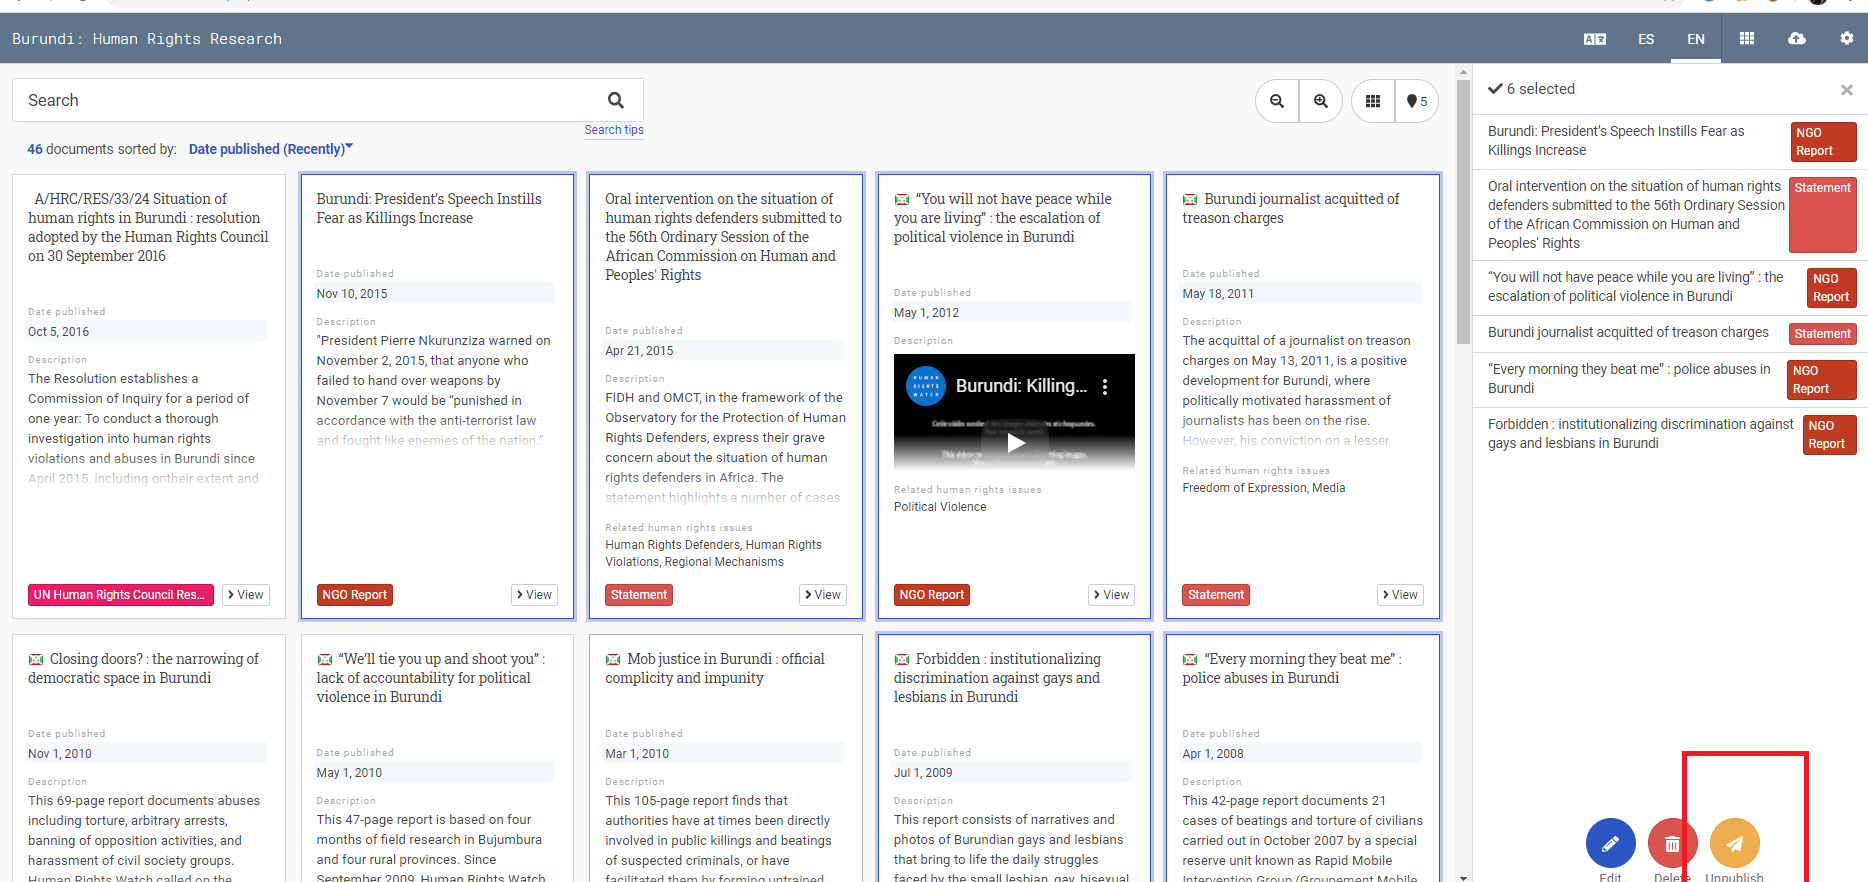 Burundi: Human Rights Research
ES
EN
Search
Search tips
5
46 documents sorted by: Date published (Recently)
A/HRC/RES/33/24 Situation of
human rights in Burundi : resolution
adopted by the Human Rights Council
on 30 September 2016
Date published
Oct 5, 2016
Description
The Resolution establishes a
Commission of Inquiry for a period of
one year: To conduct a thorough
investigation into human rights
violations and abuses in Burundi since
April 2015, including ontheir extent and
UN Human Rights Council Res...
View
Burundi: President's Speech Instills
Fear as Killings Increase
Date published
Nov 10, 2015
Description
"President Pierre Nkurunziza warned on
November 2, 2015, that anyone who
failed to hand over weapons by
November 7 would be “punished in
accordance with the anti-terrorist law
and fought like enemies of the nation.”
NGO Report
View
Oral intervention on the situation of
human rights defenders submitted to
the 56th Ordinary Session of the
African Commission on Human and
Peoples' Rights
Date published
Apr 21, 2015
Description
FIDH and OMCT, in the framework of the
Observatory for the Protection of Human
Rights Defenders, express their grave
concern about the situation of human
rights defenders in Africa. The
statement highlights a number of cases
Related human rights issues
Human Rights Defenders, Human Rights
Violations, Regional Mechanisms
Statement
View
“You will not have peace while
you are living” : the escalation of
political violence in Burundi
Date published
May 1, 2012
Description
HUMAN
RIGHTS
WATCH
Burundi: Killing...
Related human rights issues
Political Violence
NGO Report
View
Burundi journalist acquitted of
treason charges
Date published
May 18, 2011
Description
The acquittal of a journalist on treason
charges on May 13, 2011, is a positive
development for Burundi, where
politically motivated harassment of
journalists has been on the rise.
However, his conviction on a lesser
Related human rights issues
Freedom of Expression, Media
Statement
View
Closing doors? : the narrowing of
democratic space in Burundi
Date published
Nov 1, 2010
Description
This 69-page report documents abuses
including torture, arbitrary arrests,
banning of opposition activities, and
harassment of civil society groups.
Human Rights Watch called on the
“We’ll tie you up and shoot you” :
lack of accountability for political
violence in Burundi
Date published
May 1, 2010
Description
This 47-page report is based on four
months of field research in Bujumbura
and four rural provinces. Since
September 2009, Human Rights Watch
Mob justice in Burundi : official
complicity and impunity
Date published
Mar 1, 2010
Description
This 105-page report finds that
authorities have at times been directly
involved in public killings and beatings
of suspected criminals, or have
facilitated them by forming untrained
Forbidden : institutionalizing
discrimination against gays and
lesbians in Burundi
Date published
Jul 1, 2009
Description
This report consists of narratives and
photos of Burundian gays and lesbians
that bring to life the daily struggles
faced by the small lesbian, gay, bisexual
“Every morning they beat me” :
police abuses in Burundi
Date published
Apr 1, 2008
Description
This 42-page report documents 21
cases of beatings and torture of civilians
carried out in October 2007 by a special
reserve unit known as Rapid Mobile
Intervention Group (Groupement Mobile
6 selected
Burundi: President's Speech Instills Fear as
Killings Increase
NGO
Report
Oral intervention on the situation of human rights
defenders submitted to the 56th Ordinary Session
of the African Commission on Human and
Peoples' Rights
Statement
“You will not have peace while you are living” : the
escalation of political violence in Burundi
NGO
Report
Burundi journalist acquitted of treason charges
Statement
“Every morning they beat me” : police abuses in
Burundi
NGO
Report
Forbidden : institutionalizing discrimination against
gays and lesbians in Burundi
NGO
Report
Edit
Delete
Unpublish